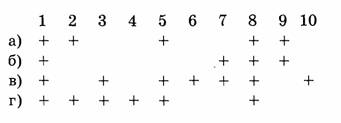 1 2 3 4 5 6 7 8 9 10
а) + + + + +
б) + + + +
в) + + + + + + +
г) + + + + + +